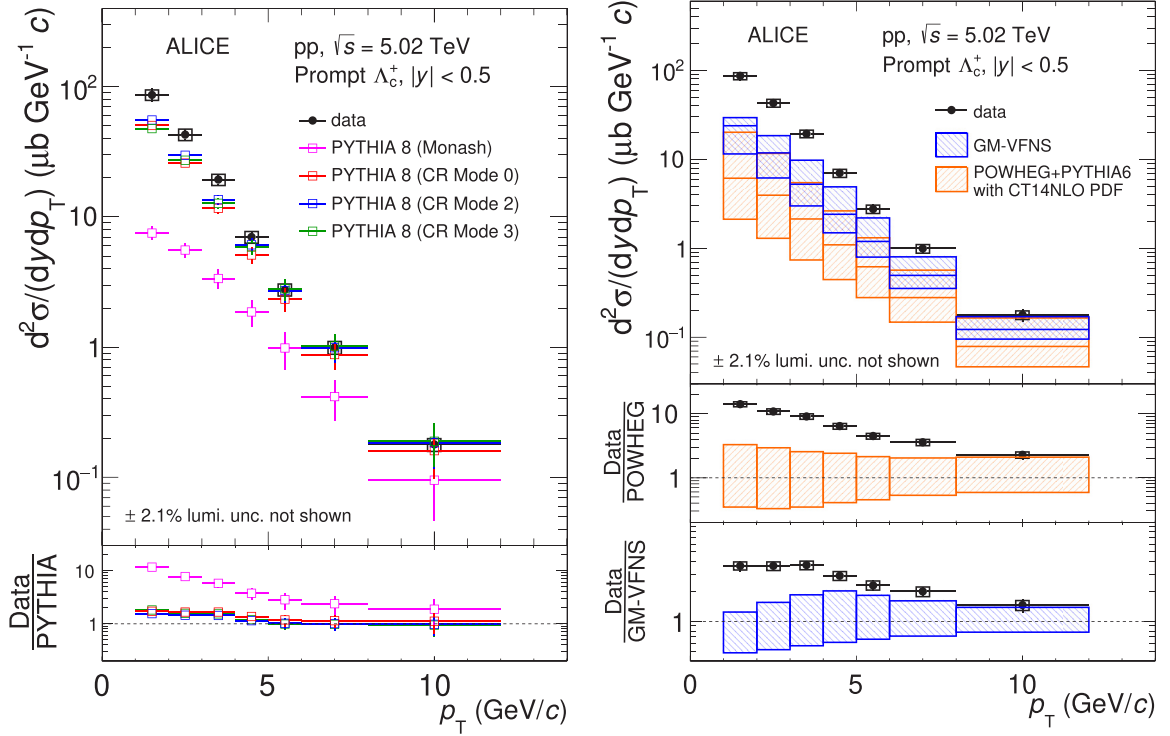 ALICE
pp, √s = 5.02 TeV
Prompt Λc+, |y| < 0.5
data
PYTHIA 8 (Monash)
PYTHIA 8 (CR Mode 0)
PYTHIA 8 (CR Mode 2)
PYTHIA 8 (CR Mode 3)
d²σ/(dydpT) (μb GeV⁻¹ c)
10²
10
1
10⁻¹
± 2.1% lumi. unc. not shown
Data
PYTHIA
10
1
0
5
10
pT (GeV/c)
ALICE
pp, √s = 5.02 TeV
Prompt Λc+, |y| < 0.5
data
GM-VFNS
POWHEG+PYTHIA6
with CT14NLO PDF
d²σ/(dydpT) (μb GeV⁻¹ c)
10²
10
1
10⁻¹
± 2.1% lumi. unc. not shown
Data
POWHEG
10
1
Data
GM-VFNS
1
0
5
10
pT (GeV/c)